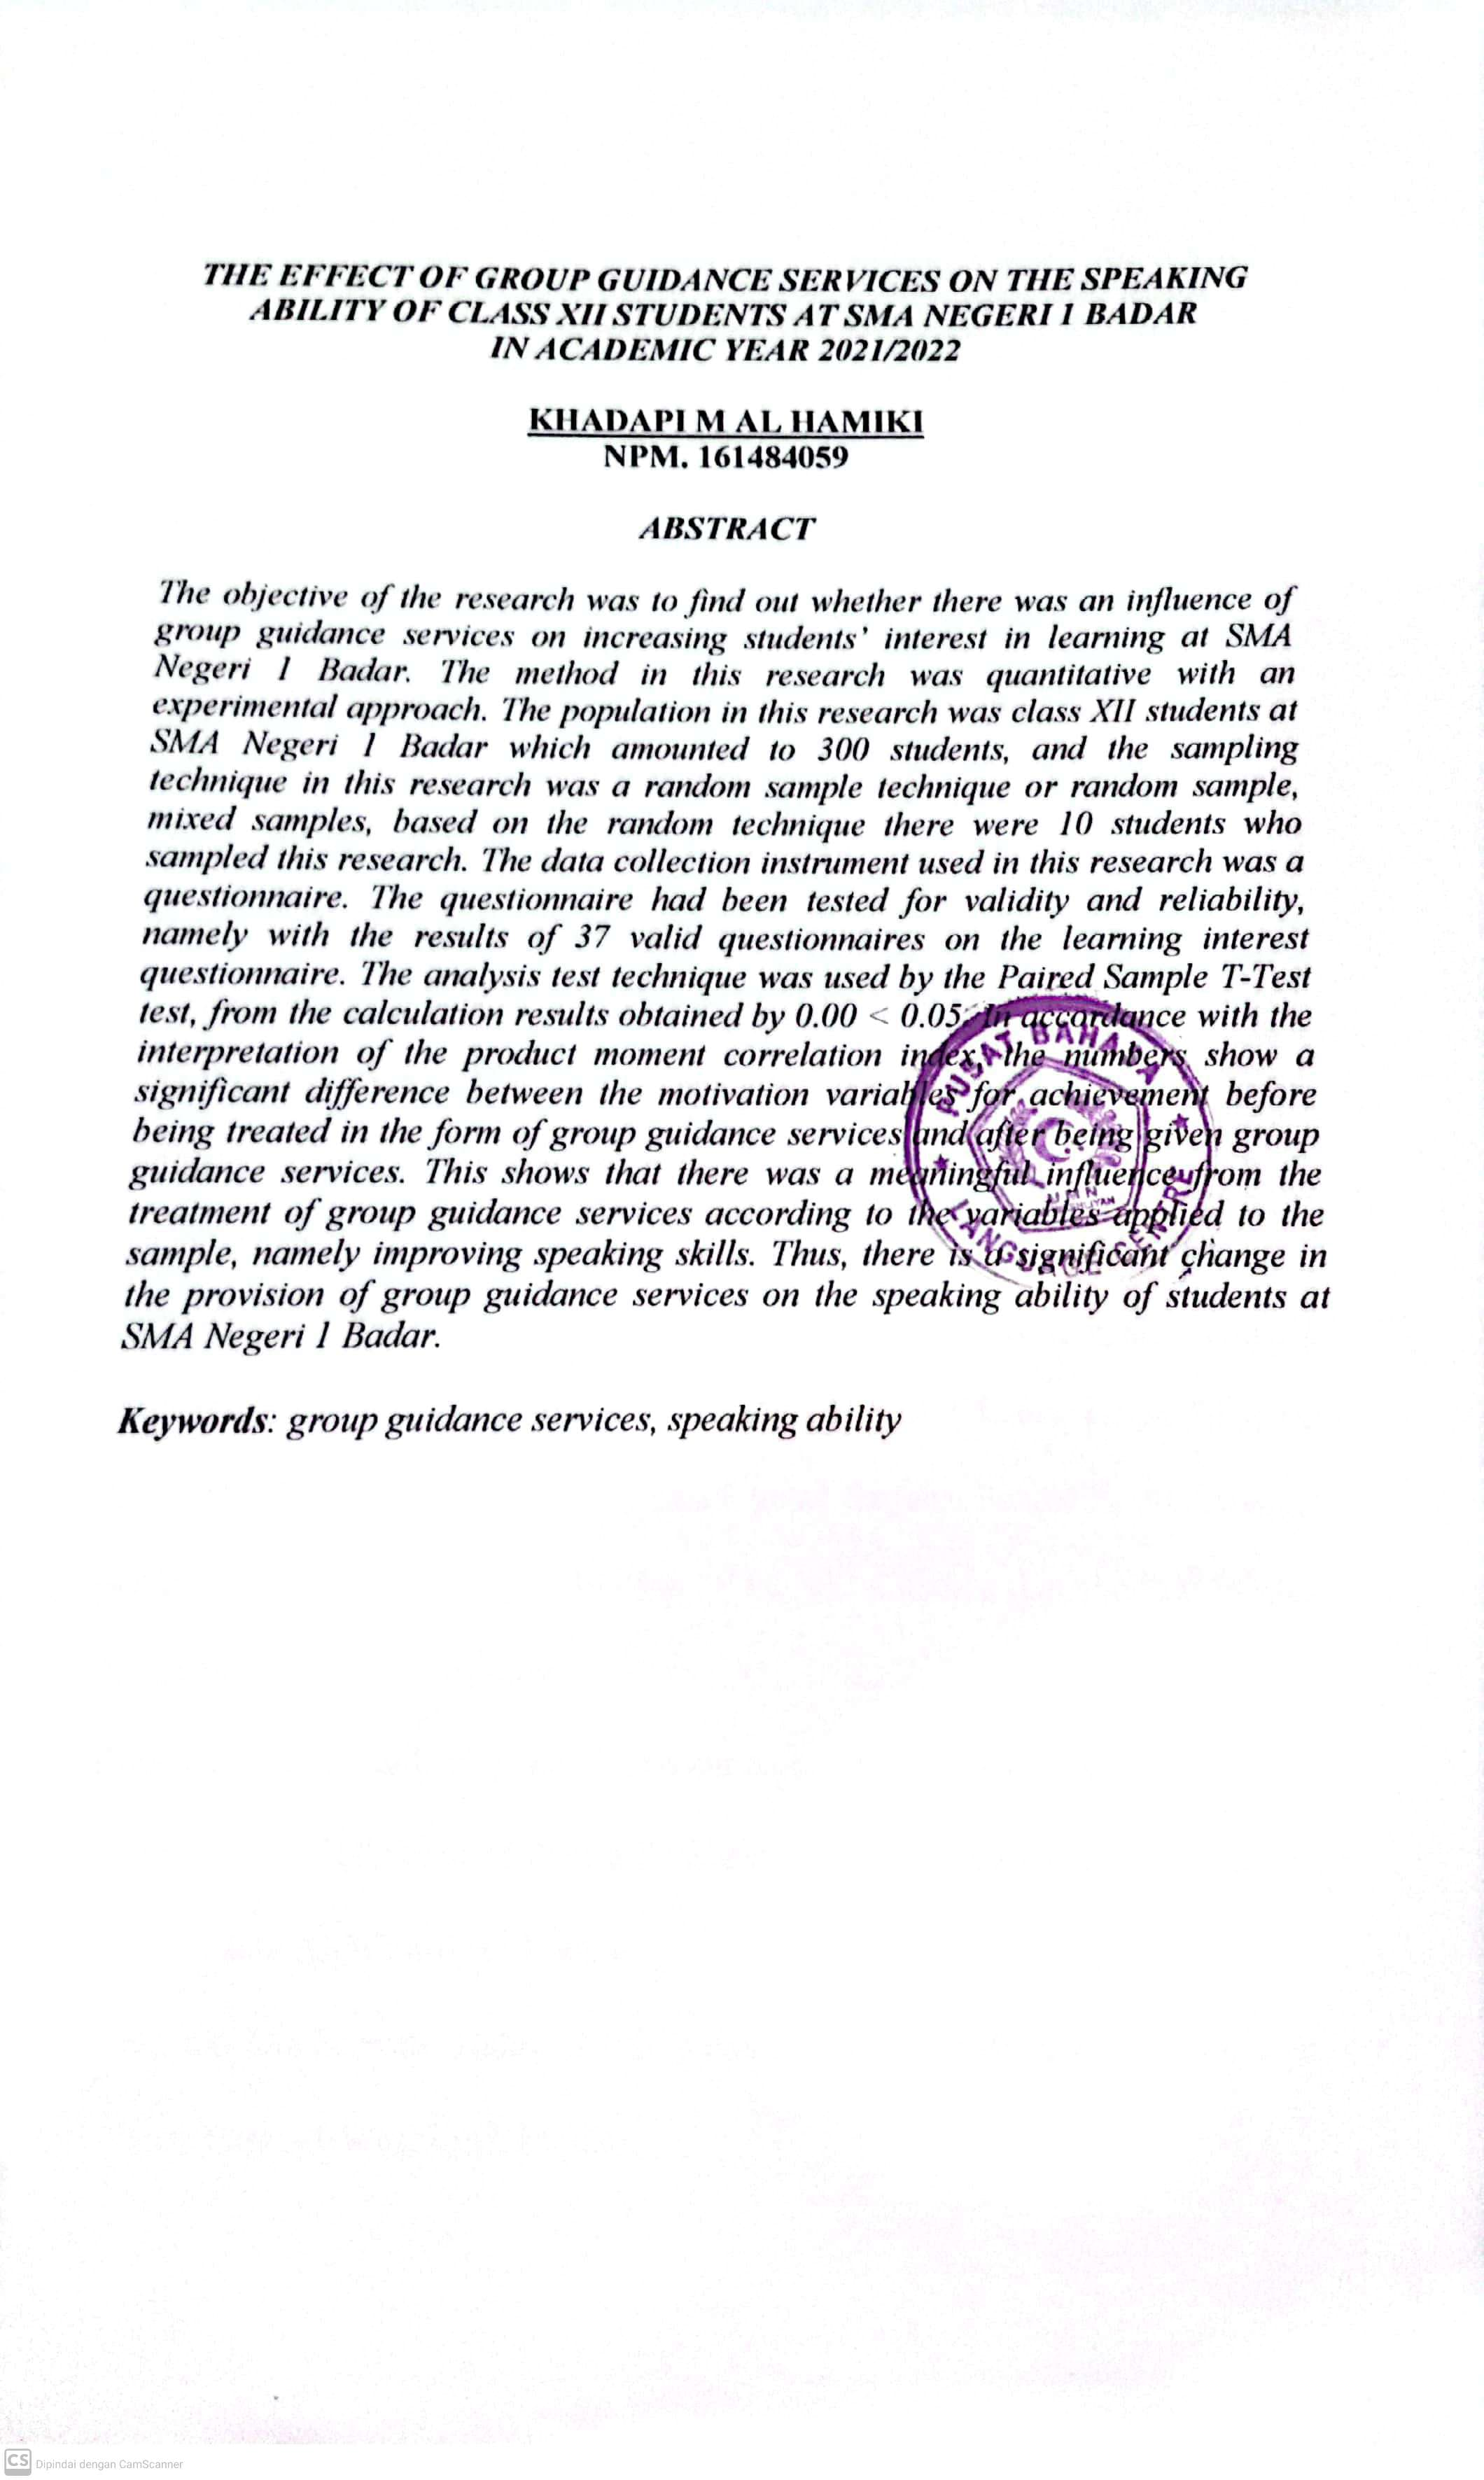 THE EFFECT OF GROUP GUIDANCE SERVICES ON THE SPEAKING
ABILITY OF CLASS XII STUDENTS AT SMA NEGERI 1 BADAR
IN ACADEMIC YEAR 2021/2022
KHADAPI M AL HAMIKI
NPM. 161484059
ABSTRACT
The objective of the research was to find out whether there was an influence of
group guidance services on increasing students' interest in learning at SMA
Negeri 1 Badar. The method in this research was quantitative with an
experimental approach. The population in this research was class XII students at
SMA Negeri 1 Badar which amounted to 300 students, and the sampling
technique in this research was a random sample technique or random sample,
mixed samples, based on the random technique there were 10 students who
sampled this research. The data collection instrument used in this research was a
questionnaire. The questionnaire had been tested for validity and reliability,
namely with the results of 37 valid questionnaires on the learning interest
questionnaire. The analysis test technique was used by the Paired Sample T-Test
test, from the calculation results obtained by 0.00 < 0.05. In accordance with the
interpretation of the product moment correlation index, the numbers show a
significant difference between the motivation variables for achievement before
being treated in the form of group guidance services and after being given group
guidance services. This shows that there was a meaningful influence from the
treatment of group guidance services according to the variables applied to the
sample, namely improving speaking skills. Thus, there is a significant change in
the provision of group guidance services on the speaking ability of students at
SMA Negeri 1 Badar.
Keywords: group guidance services, speaking ability
PUSAT BAHASA
LANGUAGE CENTRE
CS Dipindai dengan CamScanner